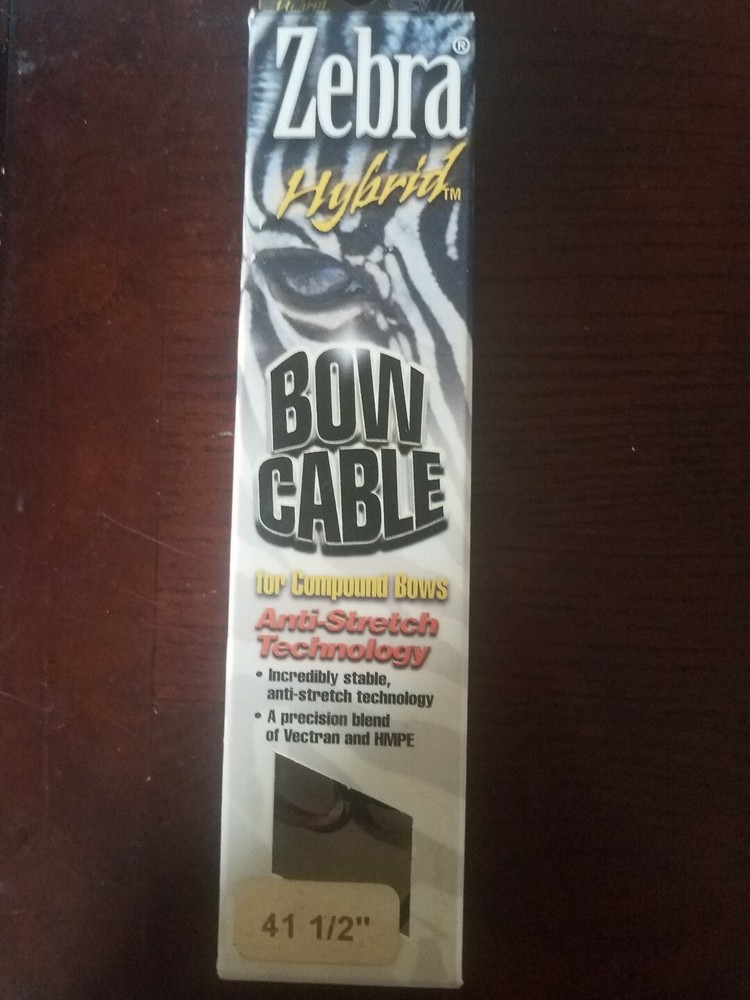 Hybrid
Zebra®
Hybrid™
BOW
CABLE
for Compound Bows
Anti-Stretch
Technology
• Incredibly stable,
anti-stretch technology
• A precision blend
of Vectran and HMPE
41 1/2"